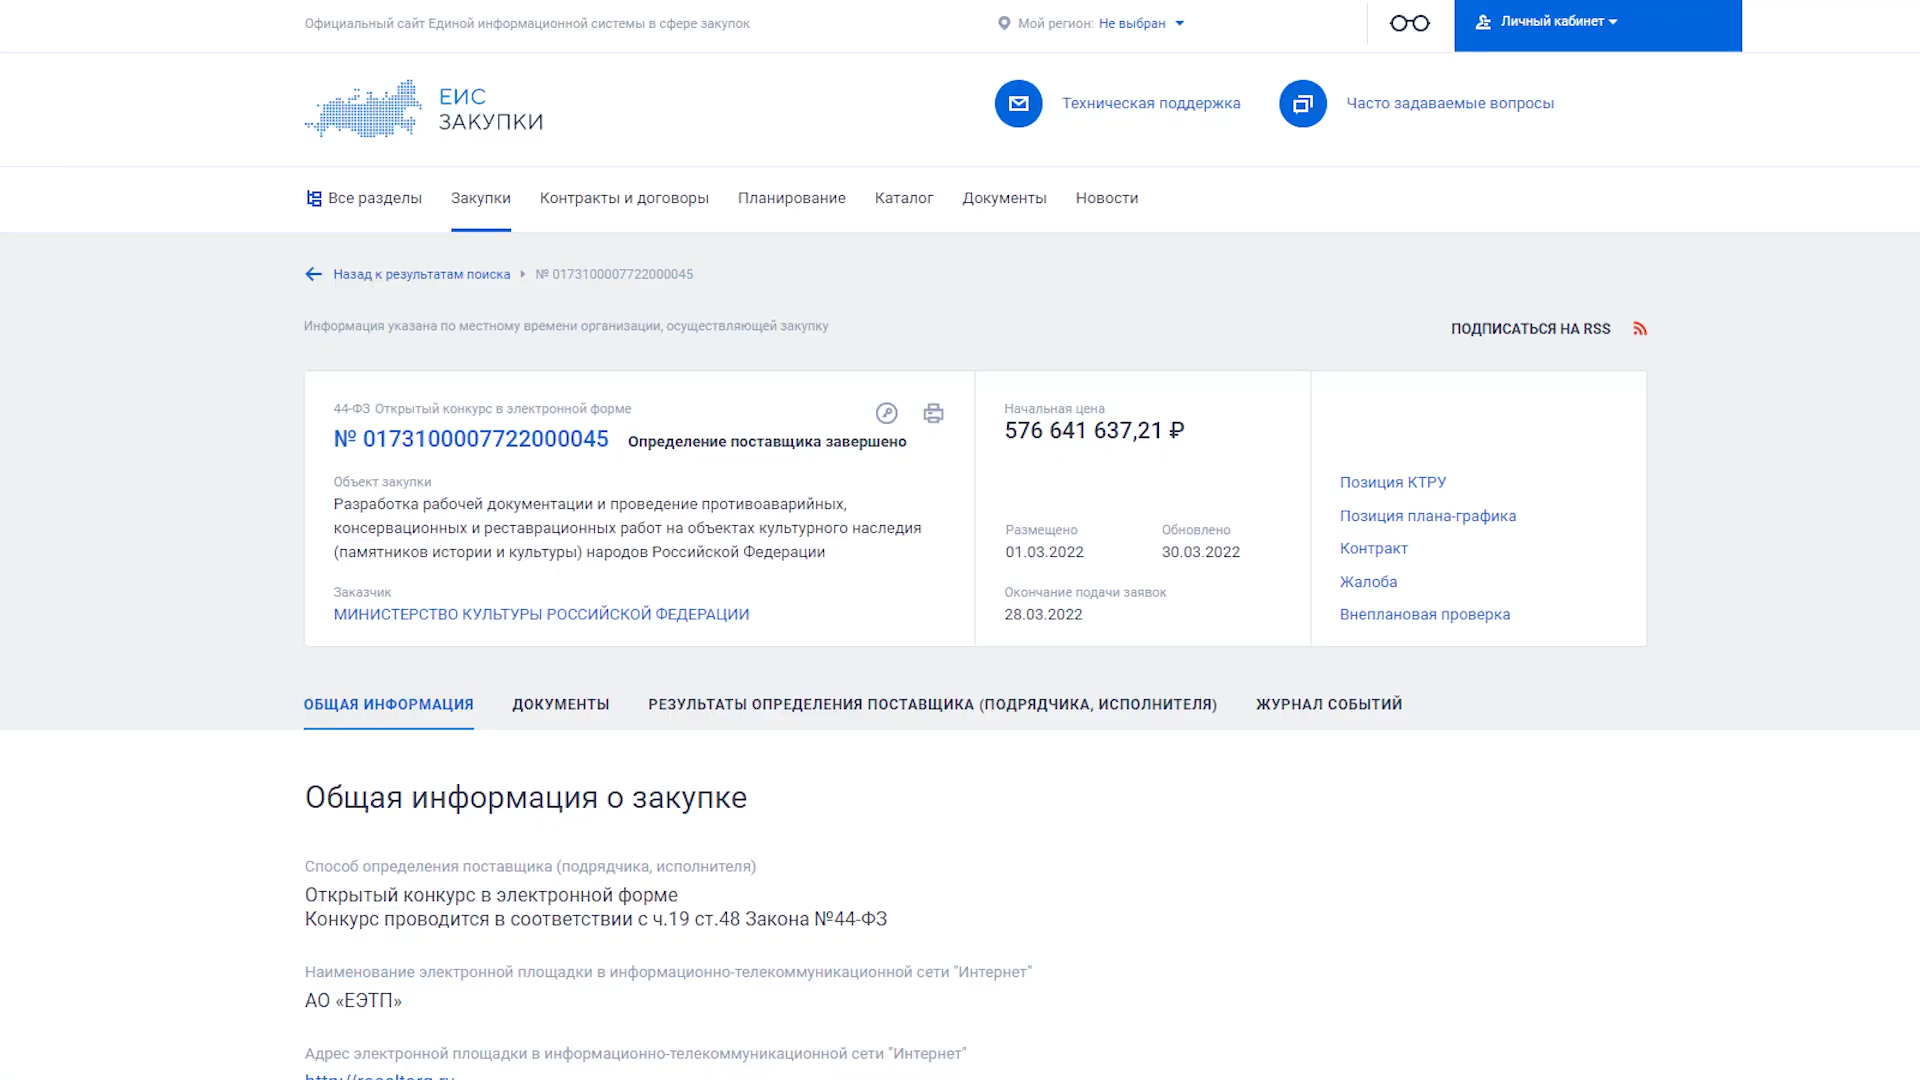 Официальный сайт Единой информационной системы в сфере закупок
Мой регион: Не выбран
Личный кабинет
ЕИС
ЗАКУПКИ
Техническая поддержка
Часто задаваемые вопросы
Все разделы
Закупки
Контракты и договоры
Планирование
Каталог
Документы
Новости
Назад к результатам поиска
№ 0173100007722000045
Информация указана по местному времени организации, осуществляющей закупку
ПОДПИСАТЬСЯ НА RSS
44-ФЗ Открытый конкурс в электронной форме
№ 0173100007722000045
Определение поставщика завершено
Объект закупки
Разработка рабочей документации и проведение противоаварийных,
консервационных и реставрационных работ на объектах культурного наследия
(памятников истории и культуры) народов Российской Федерации
Заказчик
МИНИСТЕРСТВО КУЛЬТУРЫ РОССИЙСКОЙ ФЕДЕРАЦИИ
Начальная цена
576 641 637,21 ₽
Размещено
01.03.2022
Обновлено
30.03.2022
Окончание подачи заявок
28.03.2022
Позиция КТРУ
Позиция плана-графика
Контракт
Жалоба
Внеплановая проверка
ОБЩАЯ ИНФОРМАЦИЯ
ДОКУМЕНТЫ
РЕЗУЛЬТАТЫ ОПРЕДЕЛЕНИЯ ПОСТАВЩИКА (ПОДРЯДЧИКА, ИСПОЛНИТЕЛЯ)
ЖУРНАЛ СОБЫТИЙ
Общая информация о закупке
Способ определения поставщика (подрядчика, исполнителя)
Открытый конкурс в электронной форме
Конкурс проводится в соответствии с ч.19 ст.48 Закона №44-ФЗ
Наименование электронной площадки в информационно-телекоммуникационной сети "Интернет"
АО «ЕЭТП»
Адрес электронной площадки в информационно-телекоммуникационной сети "Интернет"